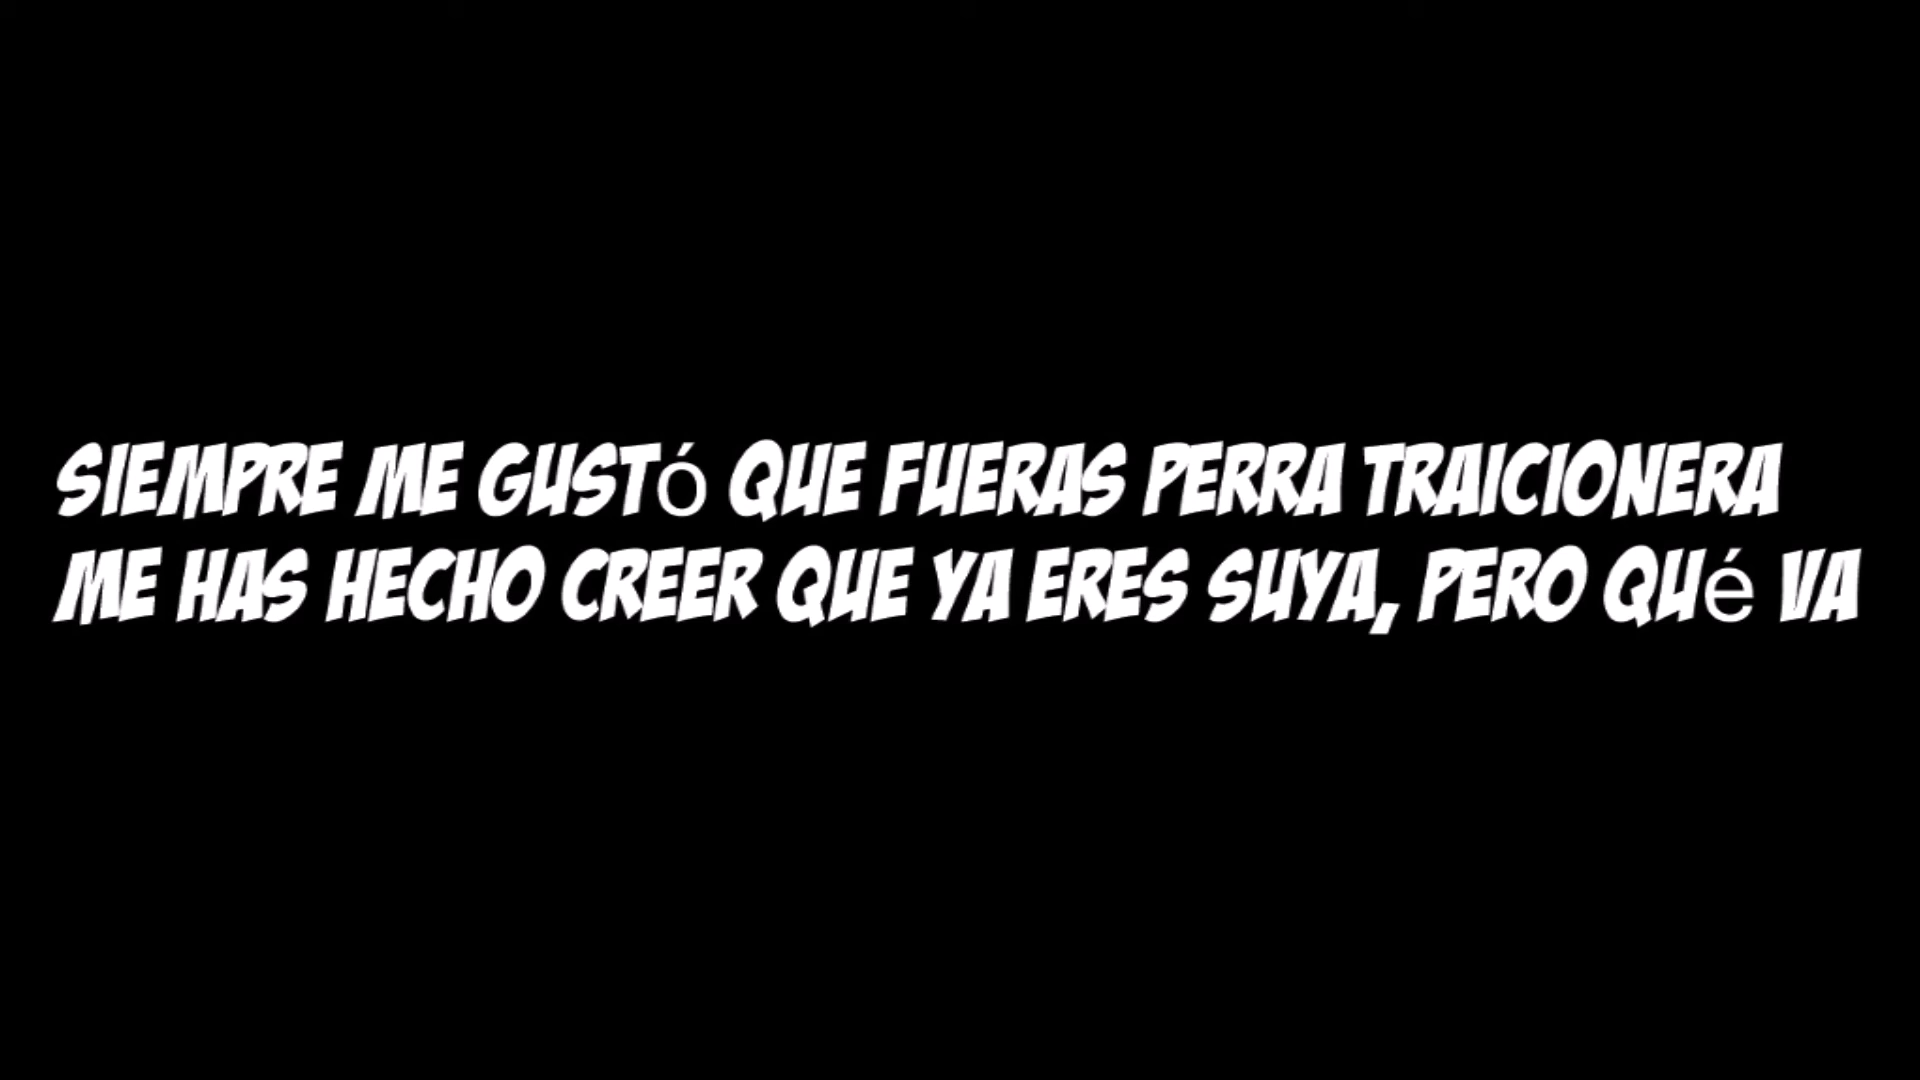 SIEMPRE ME GUSTó QUE FUERAS PERRA TRAICIONERA
ME HAS HECHO CREER QUE YA ERES SUYA, PERO QUé VA